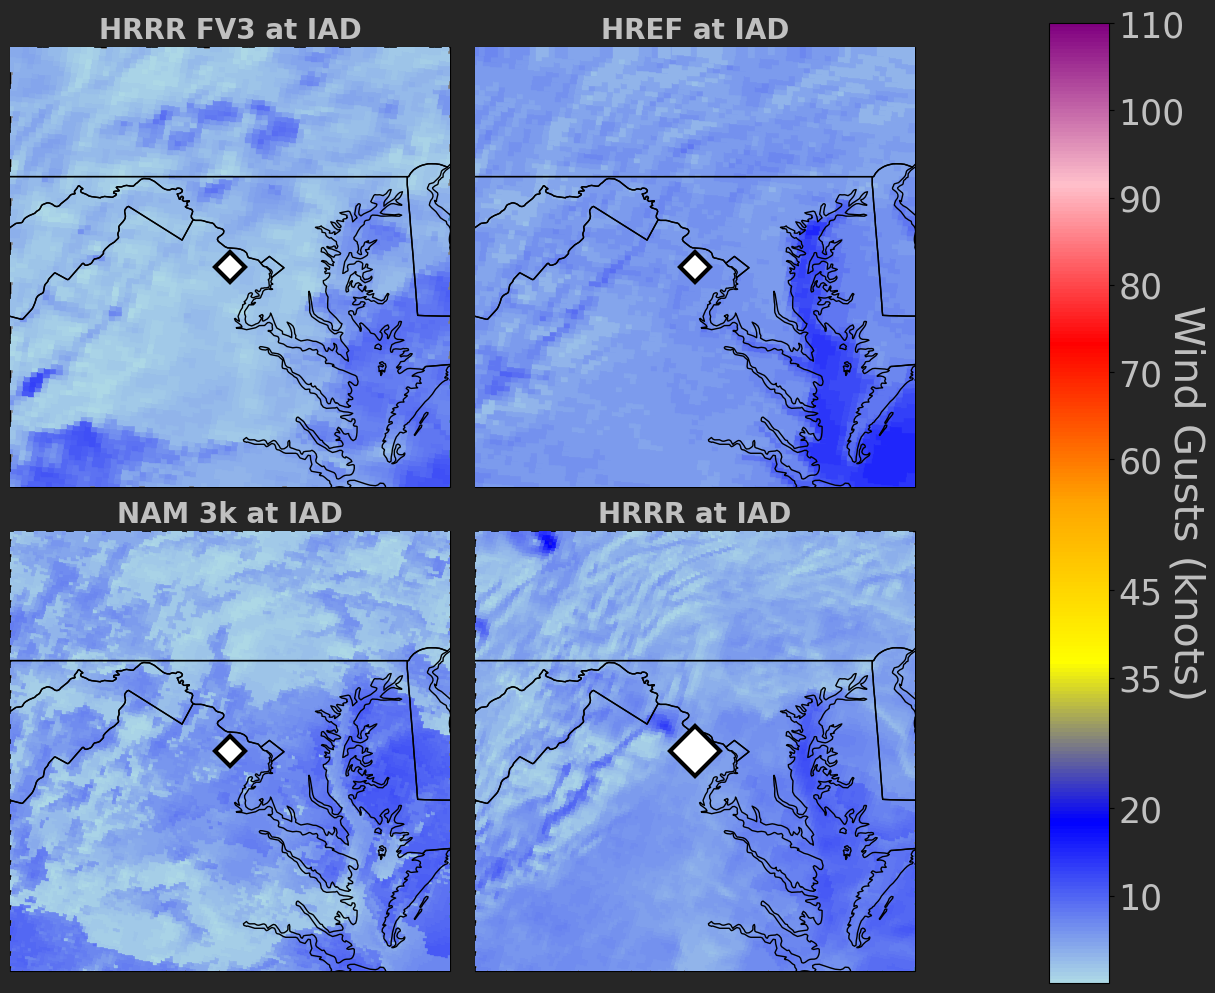 HRRR FV3 at IAD
HREF at IAD
NAM 3k at IAD
HRRR at IAD
110
100
90
80
70
60
45
35
20
10
Wind Gusts (knots)